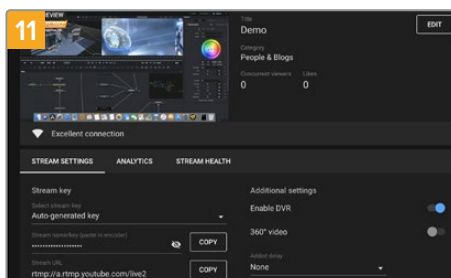 11
PREVIEW
Title
Demo
EDIT
Category
People & Blogs
Concurrent viewers
Likes
0
0
Excellent connection
STREAM SETTINGS
ANALYTICS
STREAM HEALTH
Stream key
Select stream key
Auto-generated key
Stream name/key (paste in encoder)
••••••••••••••••••
COPY
Stream URL
rtmp://a.rtmp.youtube.com/live2
COPY
Additional settings
Enable DVR
360° video
Added delay
None